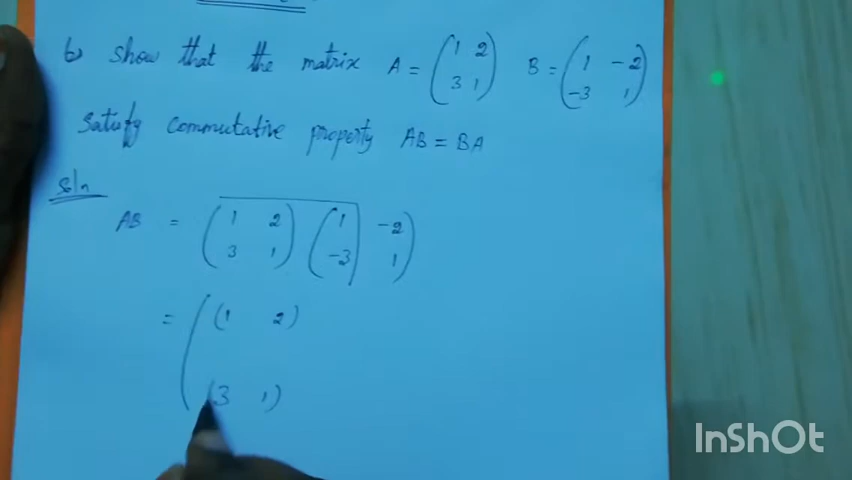 b) show that the matrix A = (1 2 3 1) B = (1 -2 -3 1)
Satisfy commutative property AB = BA
Soln
AB = (1 2 3 1) (1 -2 -3 1)
= ((1 2)
(3 1)
InShOt